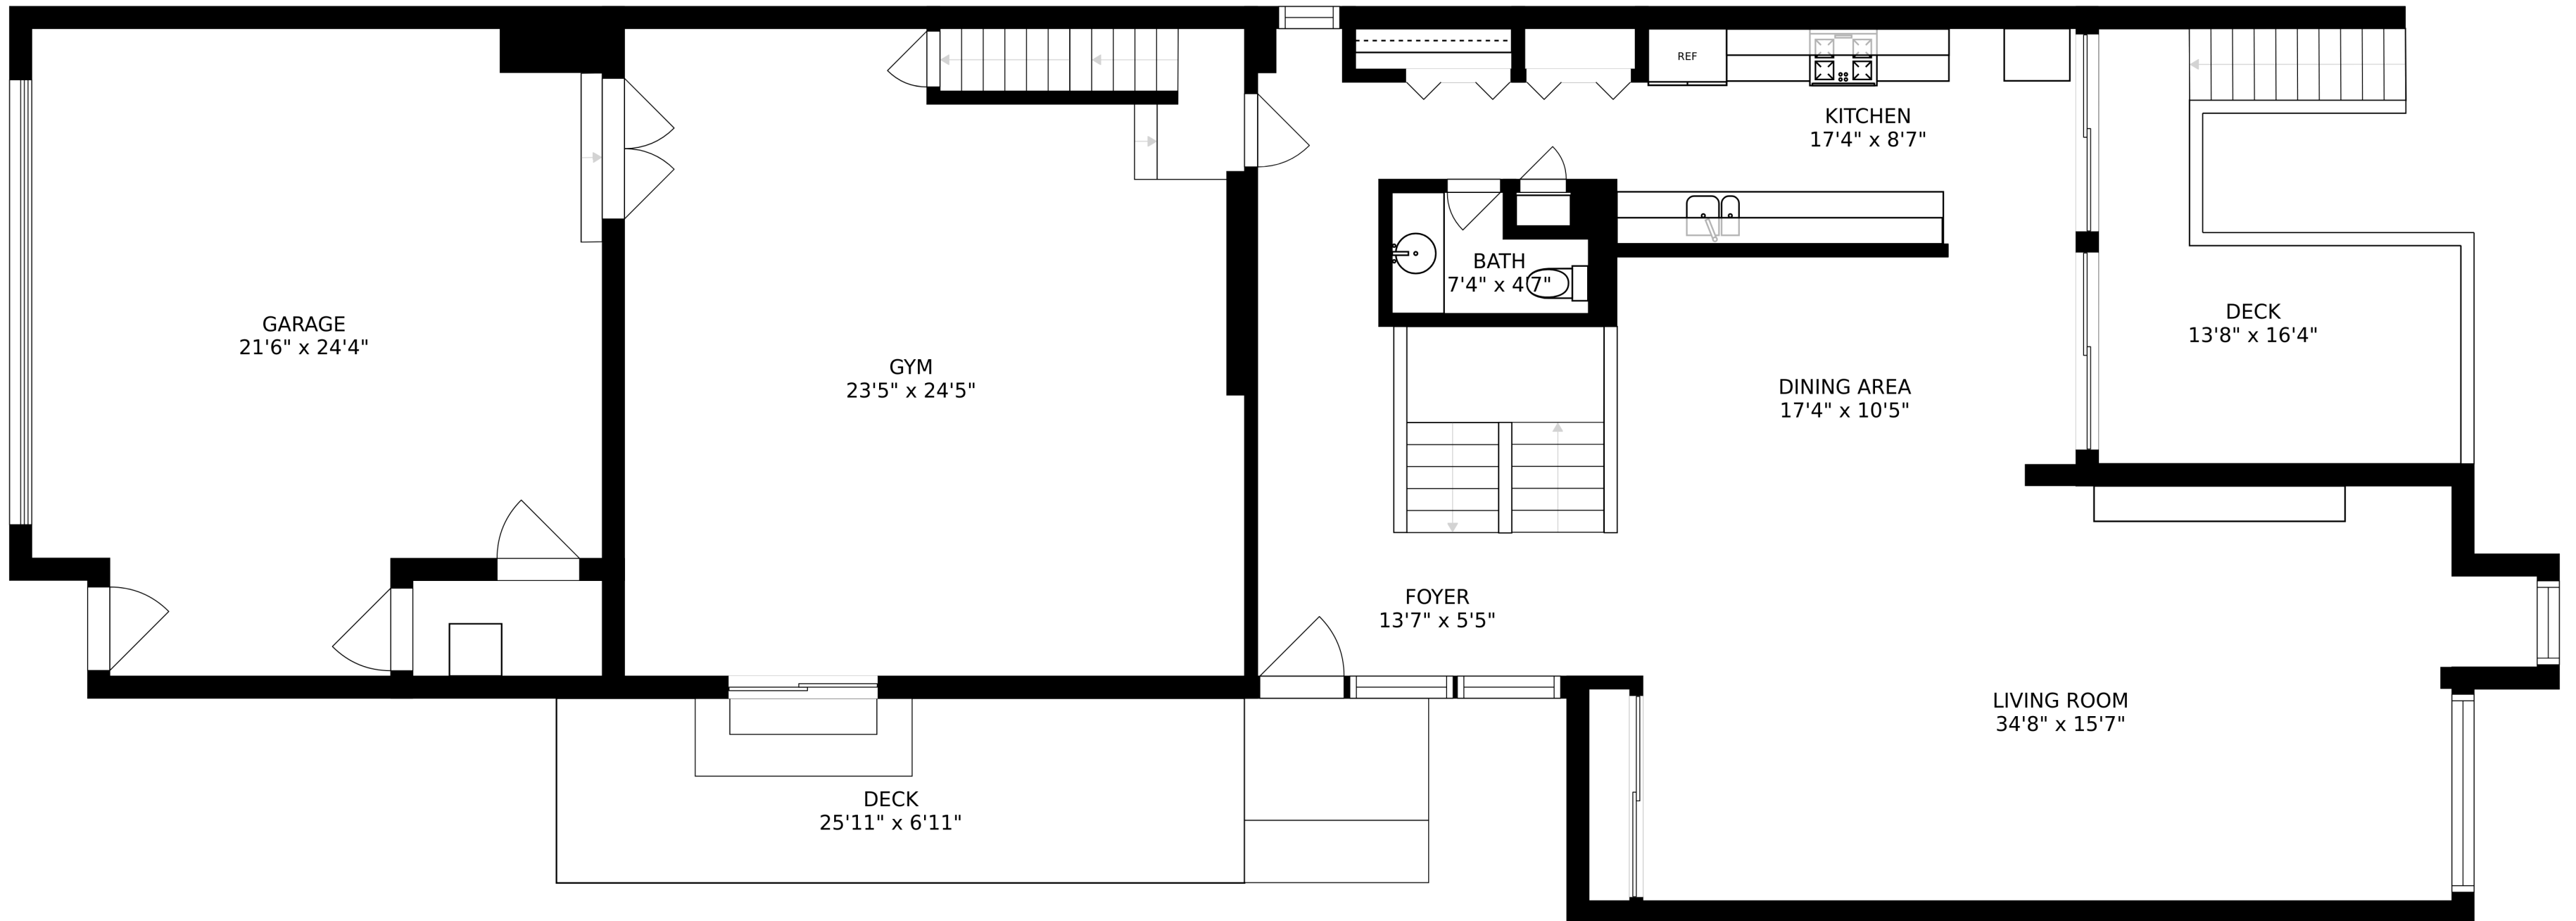 REF
KITCHEN
17'4" x 8'7"
BATH
7'4" x 4'7"
GARAGE
21'6" x 24'4"
GYM
23'5" x 24'5"
DECK
13'8" x 16'4"
DINING AREA
17'4" x 10'5"
FOYER
13'7" x 5'5"
LIVING ROOM
34'8" x 15'7"
DECK
25'11" x 6'11"